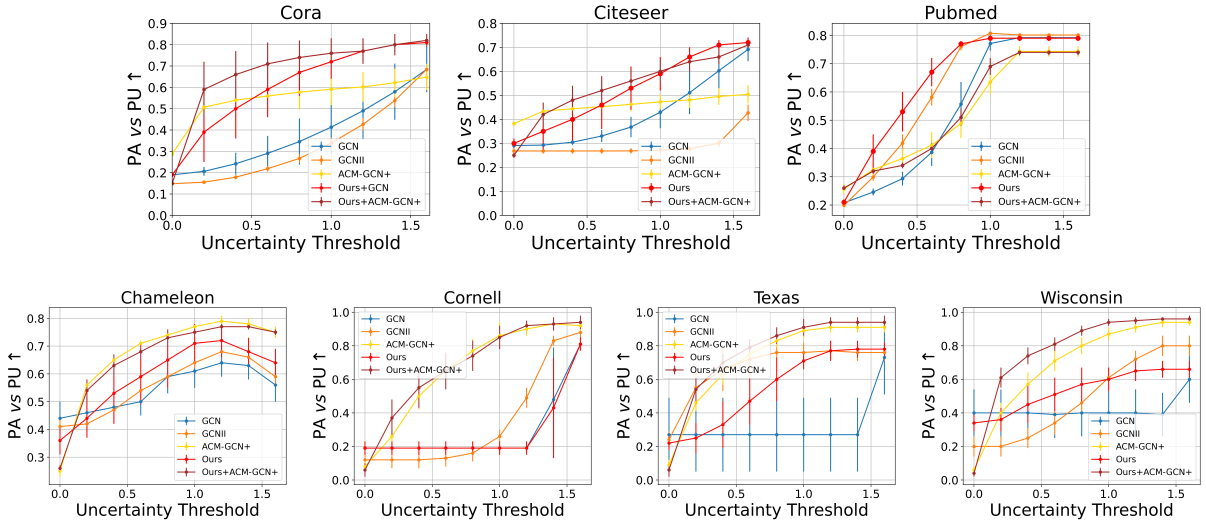 Cora
PA vs PU ↑
0.9
0.8
0.7
0.6
0.5
0.4
0.3
0.2
0.1
0.0
0.0 0.5 1.0 1.5
Uncertainty Threshold
GCN
GCNII
ACM-GCN+
Ours+GCN
Ours+ACM-GCN+
Citeseer
PA vs PU ↑
0.8
0.7
0.6
0.5
0.4
0.3
0.2
0.1
0.0
0.0 0.5 1.0 1.5
Uncertainty Threshold
GCN
GCNII
ACM-GCN+
Ours
Ours+ACM-GCN+
Pubmed
PA vs PU ↑
0.8
0.7
0.6
0.5
0.4
0.3
0.2
0.0 0.5 1.0 1.5
Uncertainty Threshold
GCN
GCNII
ACM-GCN+
Ours
Ours+ACM-GCN+
Chameleon
PA vs PU ↑
0.8
0.7
0.6
0.5
0.4
0.3
0.0 0.5 1.0 1.5
Uncertainty Threshold
GCN
GCNII
ACM-GCN+
Ours
Ours+ACM-GCN+
Cornell
PA vs PU ↑
1.0
0.8
0.6
0.4
0.2
0.0
0.0 0.5 1.0 1.5
Uncertainty Threshold
GCN
GCNII
ACM-GCN+
Ours
Ours+ACM-GCN+
Texas
PA vs PU ↑
1.0
0.8
0.6
0.4
0.2
0.0
0.0 0.5 1.0 1.5
Uncertainty Threshold
GCN
GCNII
ACM-GCN+
Ours
Ours+ACM-GCN+
Wisconsin
PA vs PU ↑
1.0
0.8
0.6
0.4
0.2
0.0
0.0 0.5 1.0 1.5
Uncertainty Threshold
GCN
GCNII
ACM-GCN+
Ours
Ours+ACM-GCN+